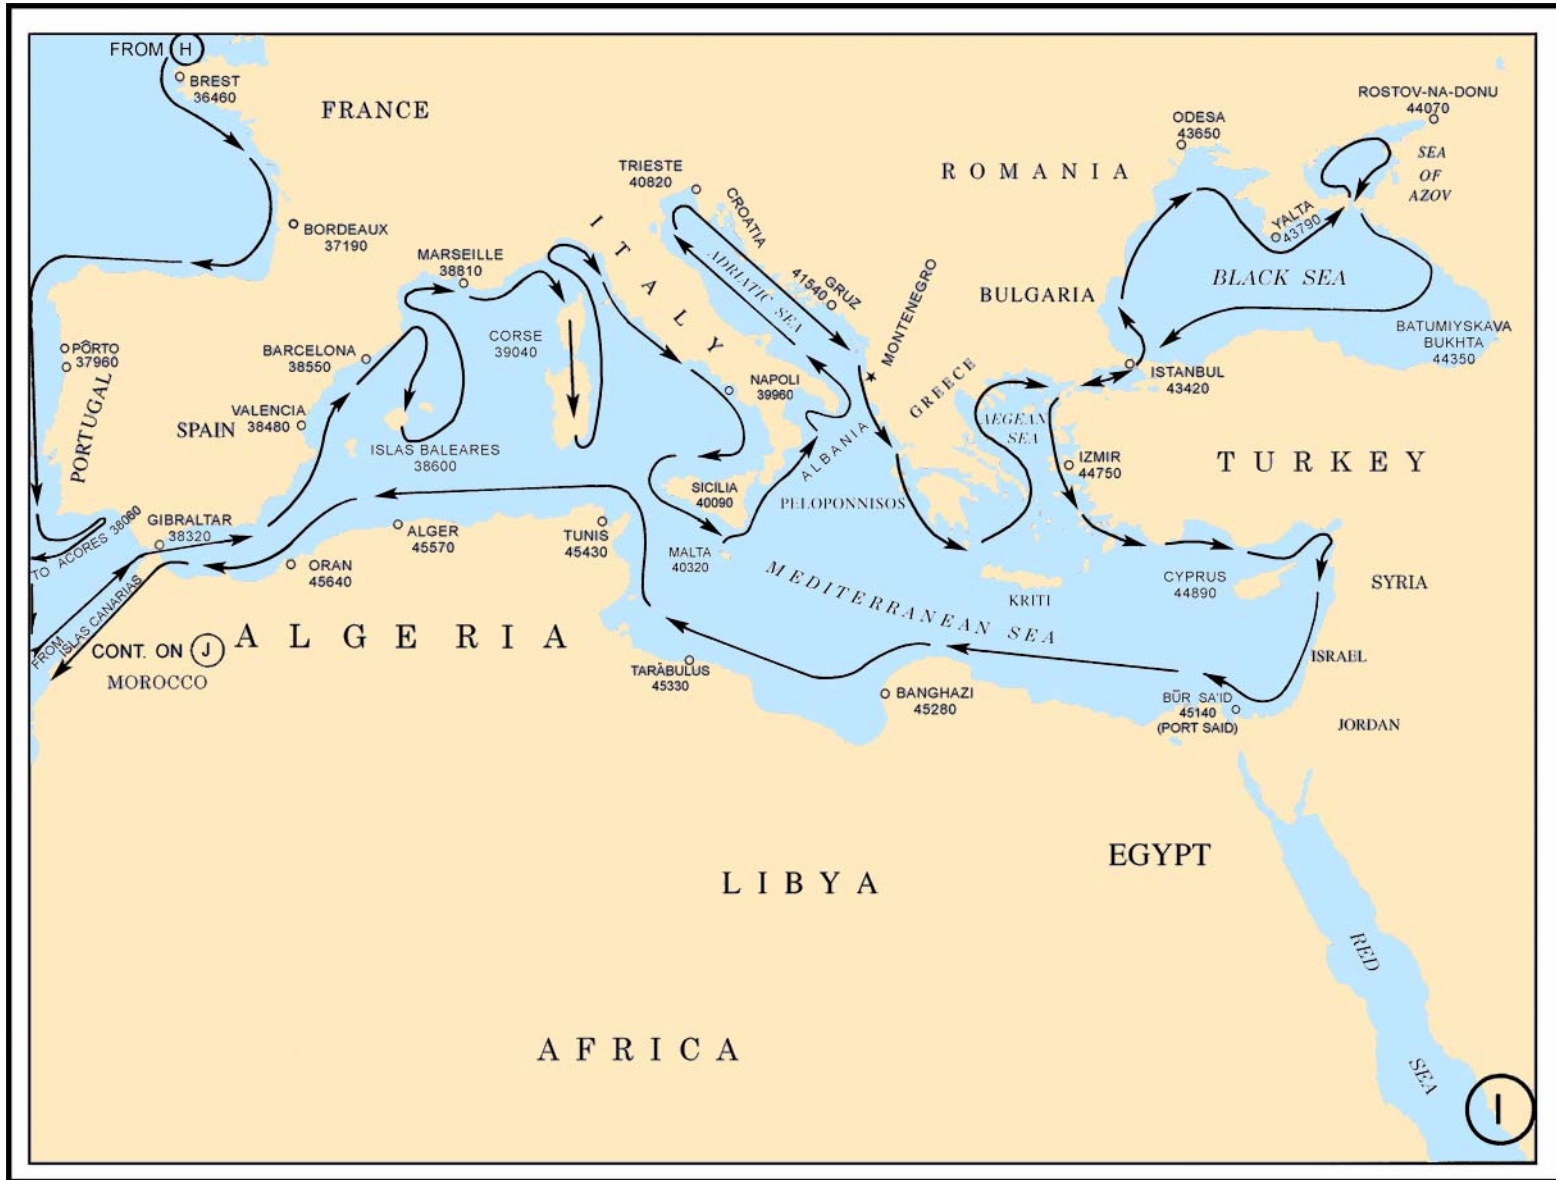 FROM H
BREST
36460
FRANCE
BORDEAUX
37190
TRIESTE
40820
CROATIA
ITALY
ADRIATIC SEA
GRUZ
41540
MONTENEGRO
ROMANIA
ODESA
43650
ROSTOV-NA-DONU
44070
SEA
OF
AZOV
YALTA
43790
BLACK SEA
BULGARIA
BATUMIYSKAVA
BUKHTA
44350
MARSEILLE
38810
CORSE
39040
BARCELONA
38550
PÔRTO
37960
PORTUGAL
VALENCIA
38480
SPAIN
ISLAS BALEARES
38600
NAPOLI
39960
GREECE
ISTANBUL
43420
AEGEAN
SEA
IZMIR
44750
TURKEY
ALBANIA
SICÍLIA
40090
PELOPONNISOS
GIBRALTAR
38320
TO ACORES 38060
ALGER
45570
TUNIS
45430
MALTA
40320
ORAN
45640
MEDITERRANEAN SEA
KRITI
CYPRUS
44890
SYRIA
FROM
ISLAS CANARIAS
CONT. ON J
MOROCCO
ALGERIA
TARĀBULUS
45330
BANGHAZI
45280
ISRAEL
BŪR SA'ID
45140
(PORT SAID)
JORDAN
EGYPT
LIBYA
RED
SEA
AFRICA
I